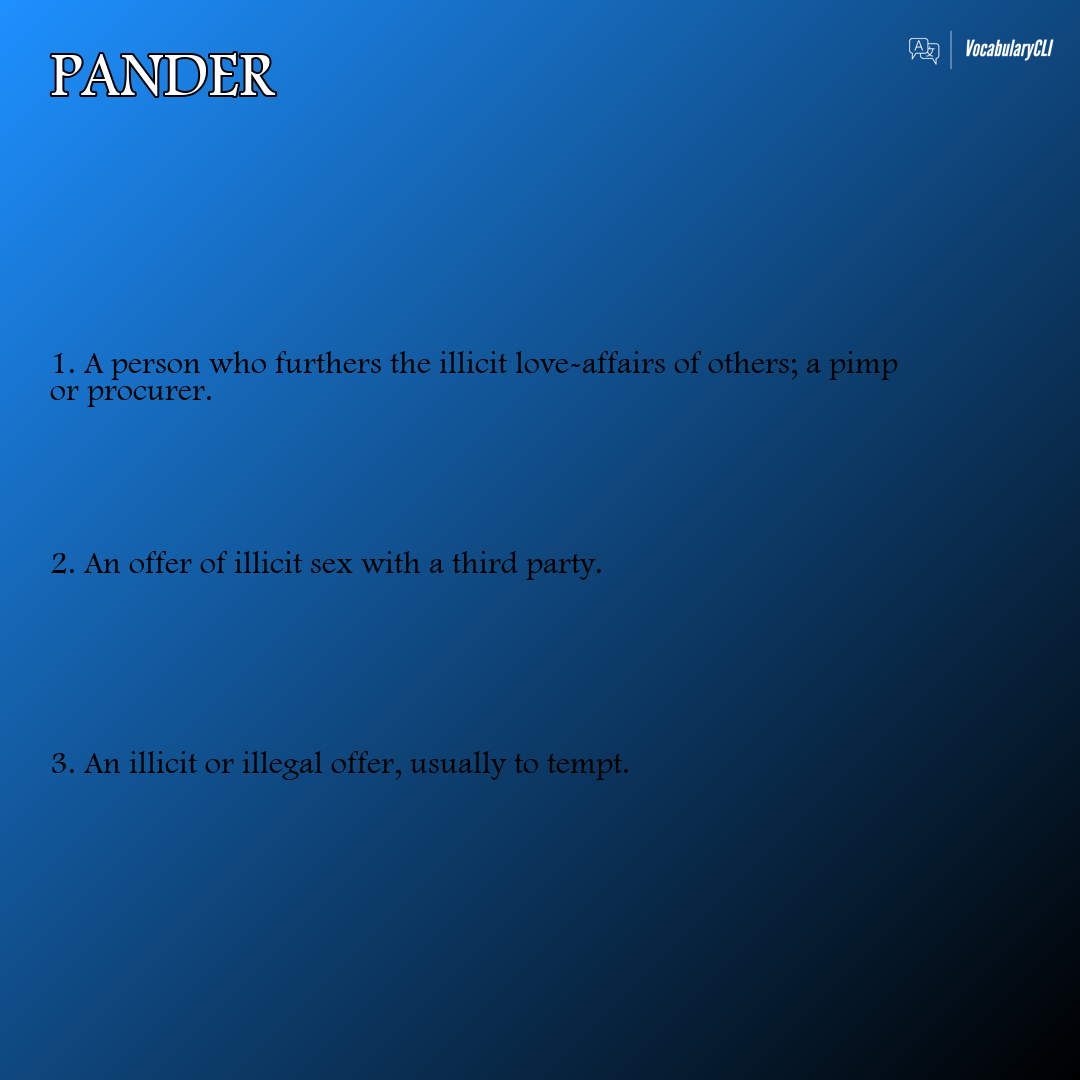 PANDER
VocabularyCLI
1. A person who furthers the illicit love-affairs of others; a pimp
or procurer.
2. An offer of illicit sex with a third party.
3. An illicit or illegal offer, usually to tempt.